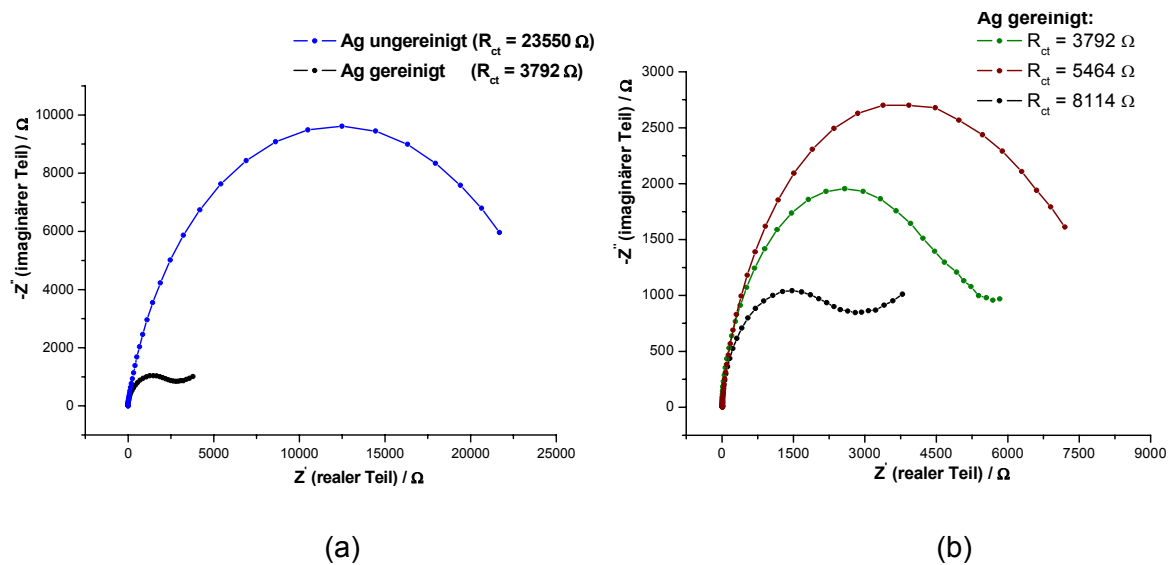 Ag ungereinigt (Rct = 23550 Ω)
Ag gereinigt (Rct = 3792 Ω)
10000
8000
6000
4000
2000
0
-Z'' (imaginärer Teil) / Ω
0 5000 10000 15000 20000 25000
Z' (realer Teil) / Ω
(a)
Ag gereinigt:
Rct = 3792 Ω
Rct = 5464 Ω
Rct = 8114 Ω
3000
2500
2000
1500
1000
500
0
-Z'' (imaginärer Teil) / Ω
0 1500 3000 4500 6000 7500 9000
Z' (realer Teil) / Ω
(b)